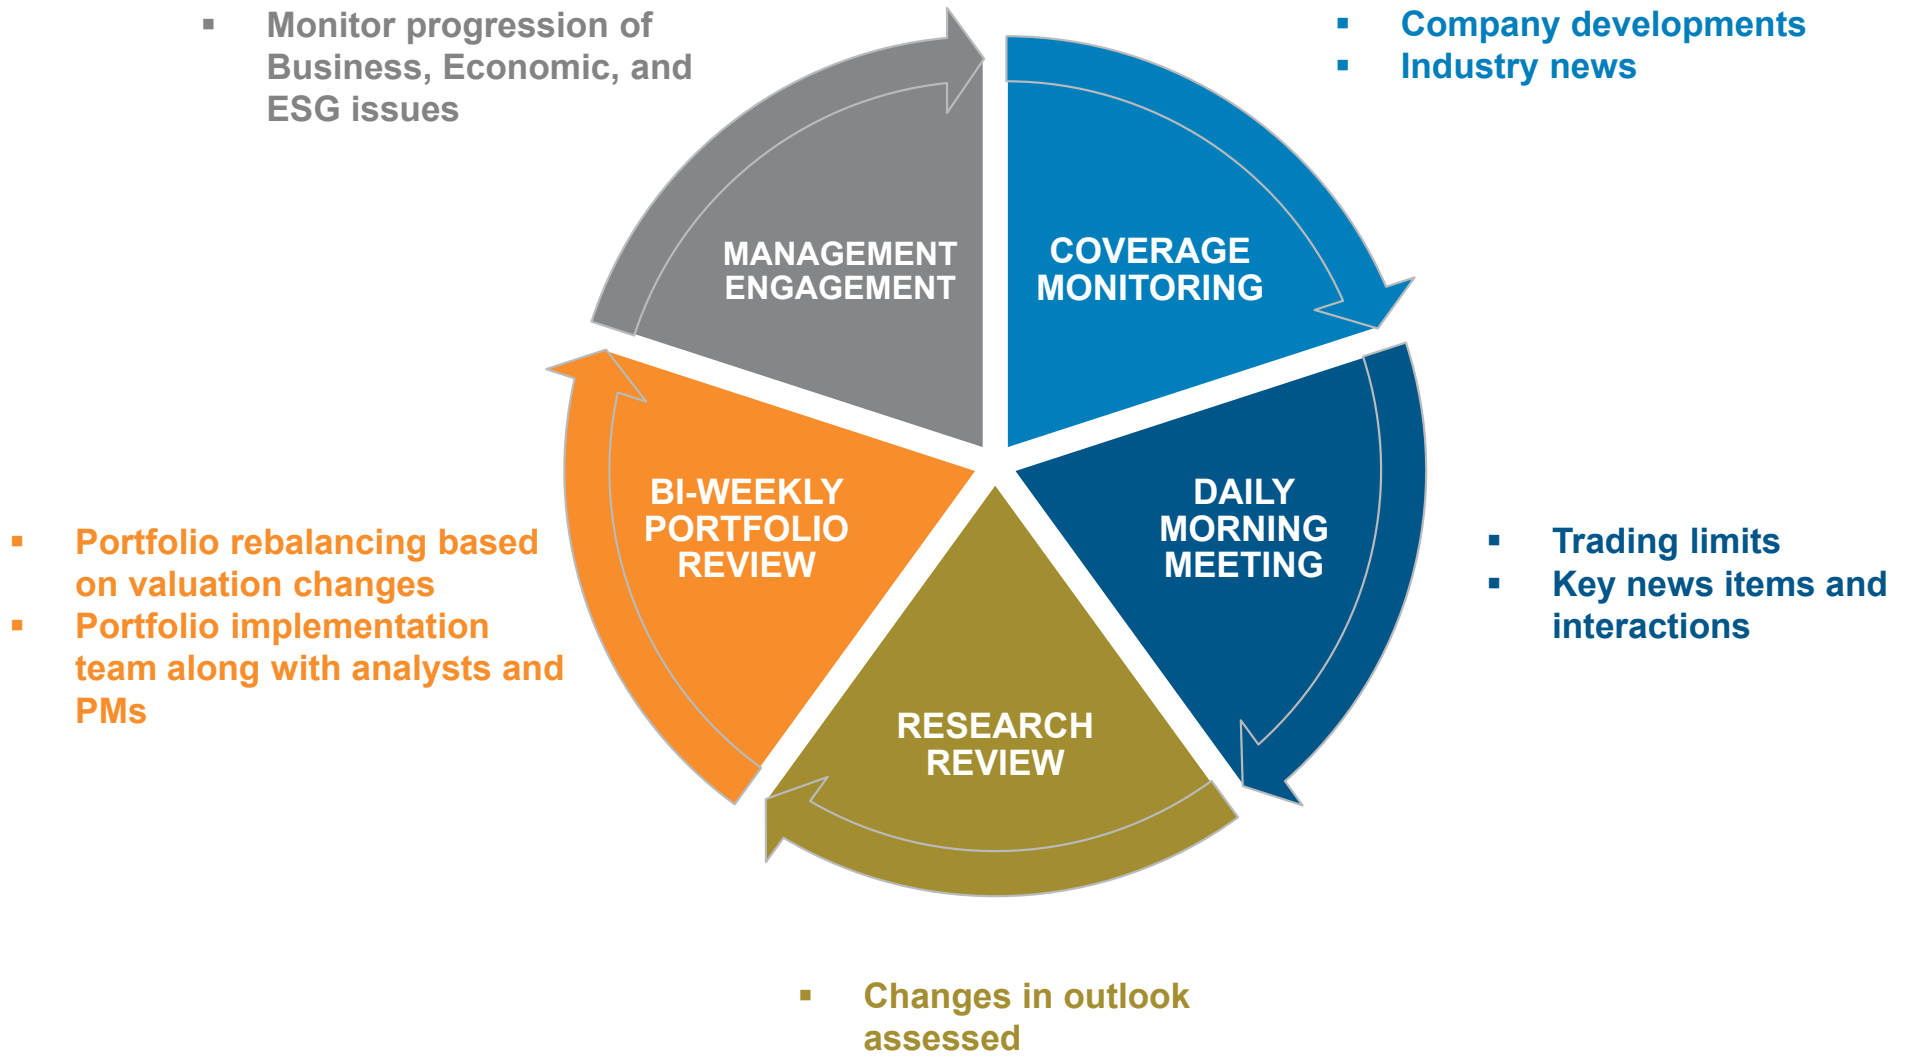 ▪ Monitor progression of
Business, Economic, and
ESG issues
▪ Company developments
▪ Industry news
MANAGEMENT
ENGAGEMENT
COVERAGE
MONITORING
BI-WEEKLY
PORTFOLIO
REVIEW
DAILY
MORNING
MEETING
▪ Portfolio rebalancing based
on valuation changes
▪ Portfolio implementation
team along with analysts and
PMs
▪ Trading limits
▪ Key news items and
interactions
RESEARCH
REVIEW
▪ Changes in outlook
assessed